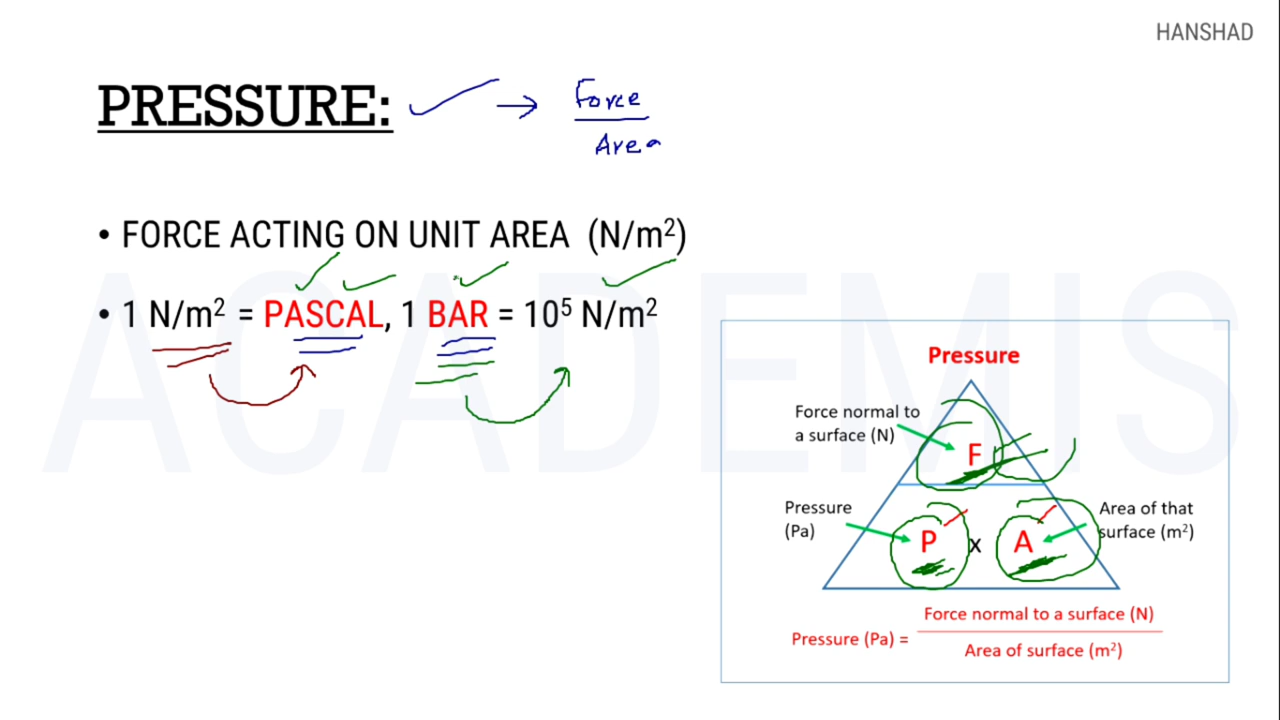 HANSHAD
PRESSURE: → Force
Area
• FORCE ACTING ON UNIT AREA (N/m²)
• 1 N/m² = PASCAL, 1 BAR = 10⁵ N/m²
ACADEMIS
Pressure
Force normal to
a surface (N)
F
Pressure
(Pa)
P x A
Area of that
surface (m²)
Pressure (Pa) =
Force normal to a surface (N)
Area of surface (m²)